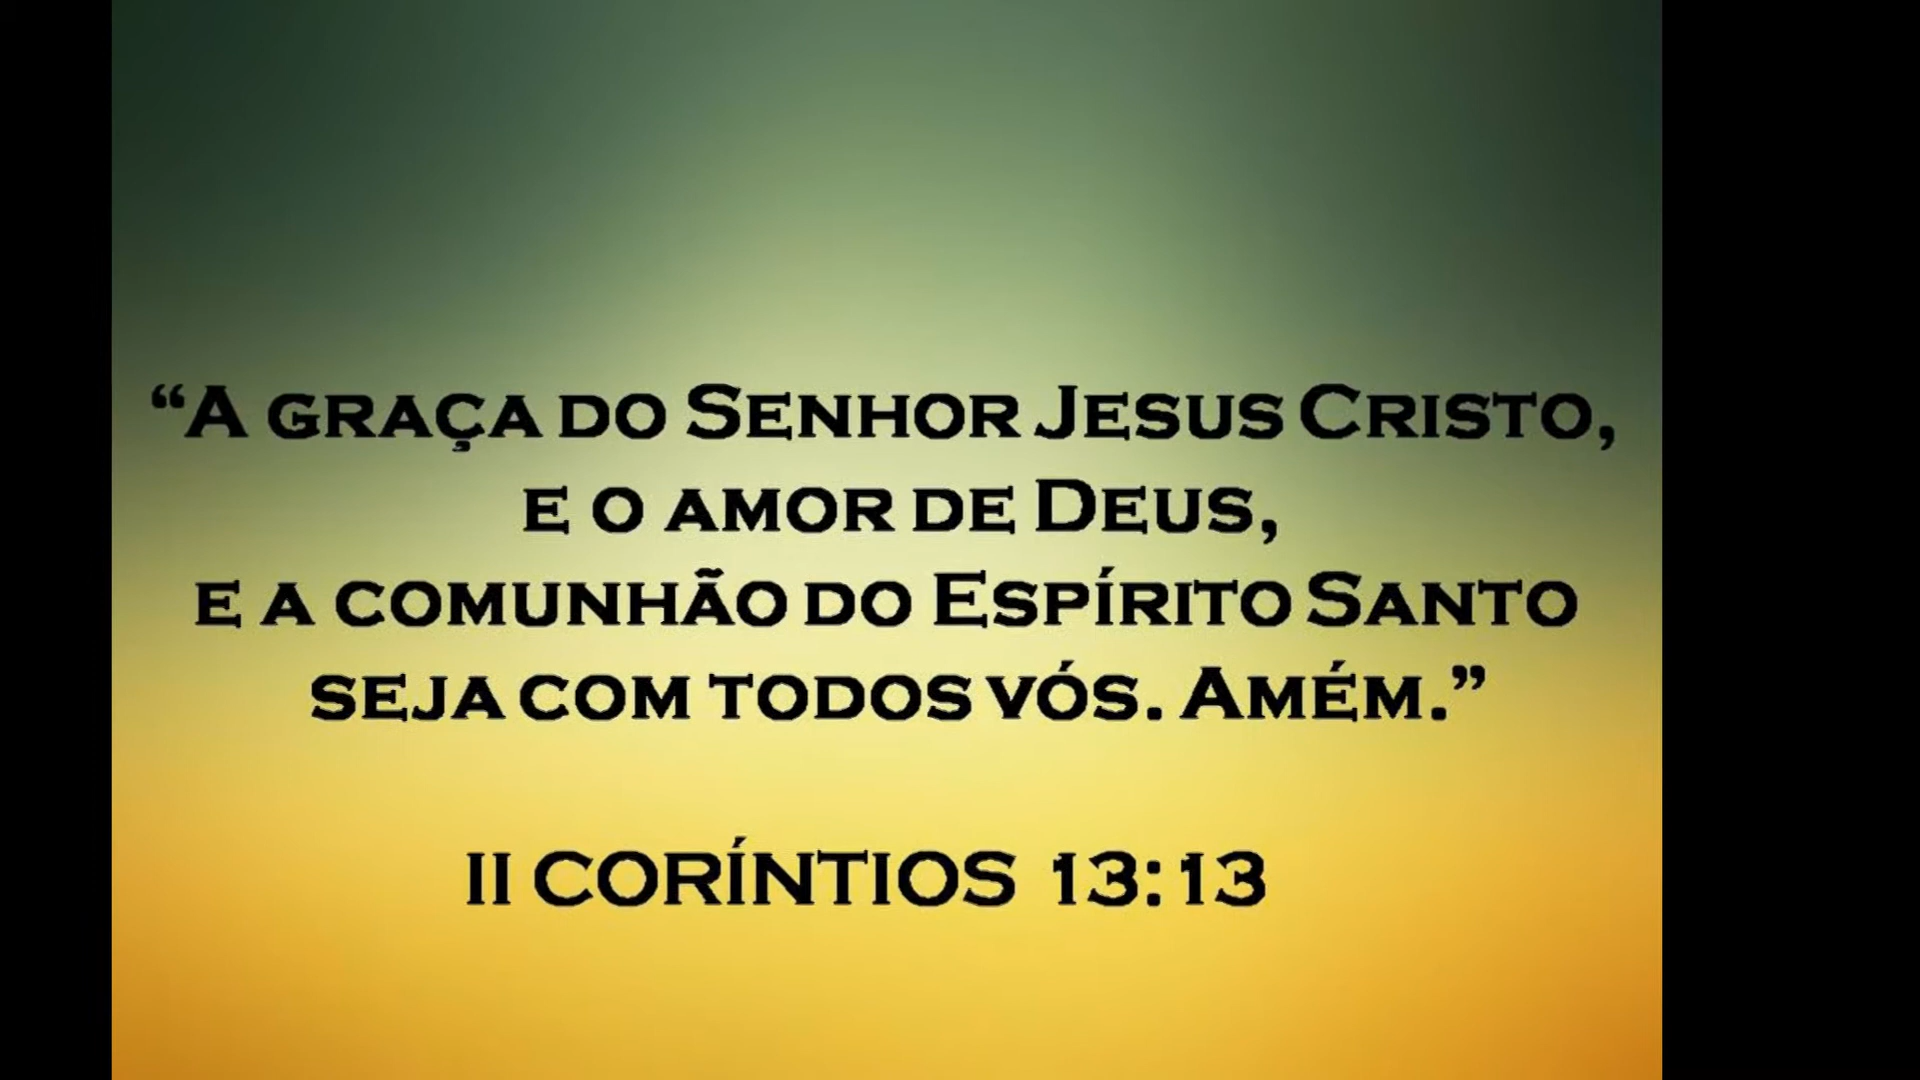 “A graça do Senhor Jesus Cristo,
e o amor de Deus,
e a comunhão do Espírito Santo
seja com todos vós. Amém.”
II CORÍNTIOS 13:13